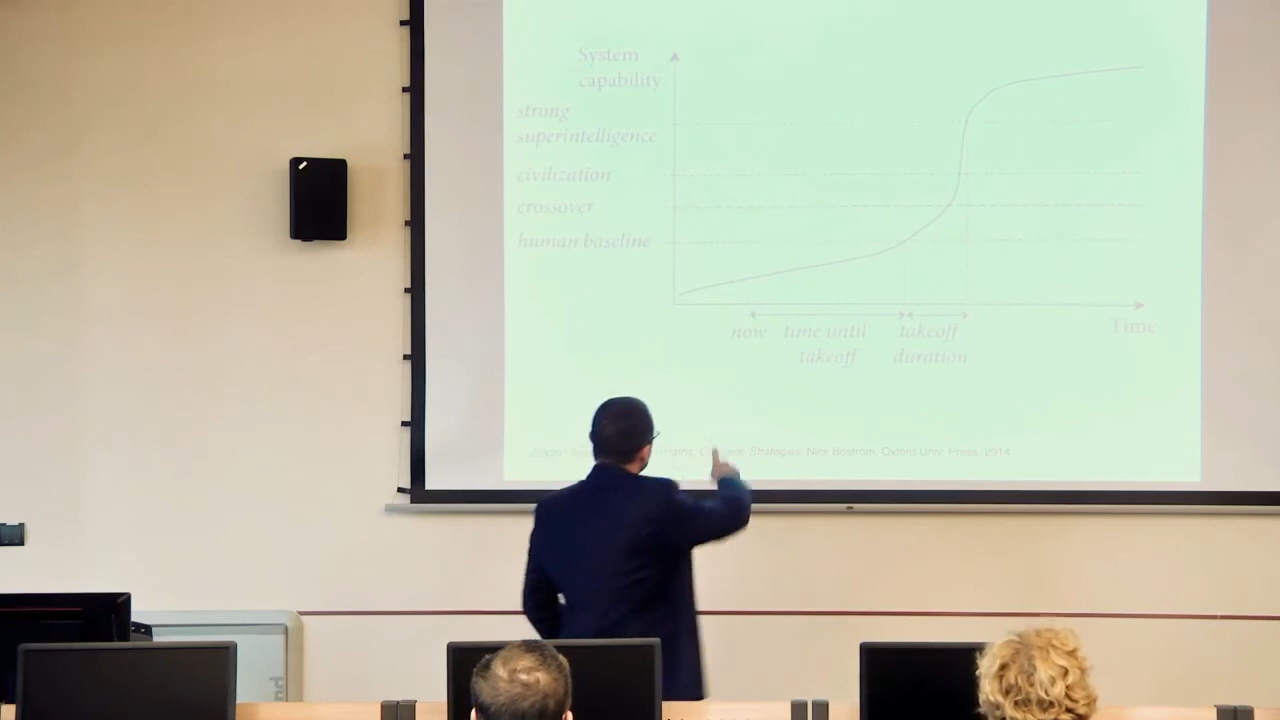 System
capability
strong
superintelligence
civilization
crossover
human baseline
now
time until
takeoff
takeoff
duration
Time
Strategies, Nick Bostrom, Oxford Univ. Press, 2014
nd